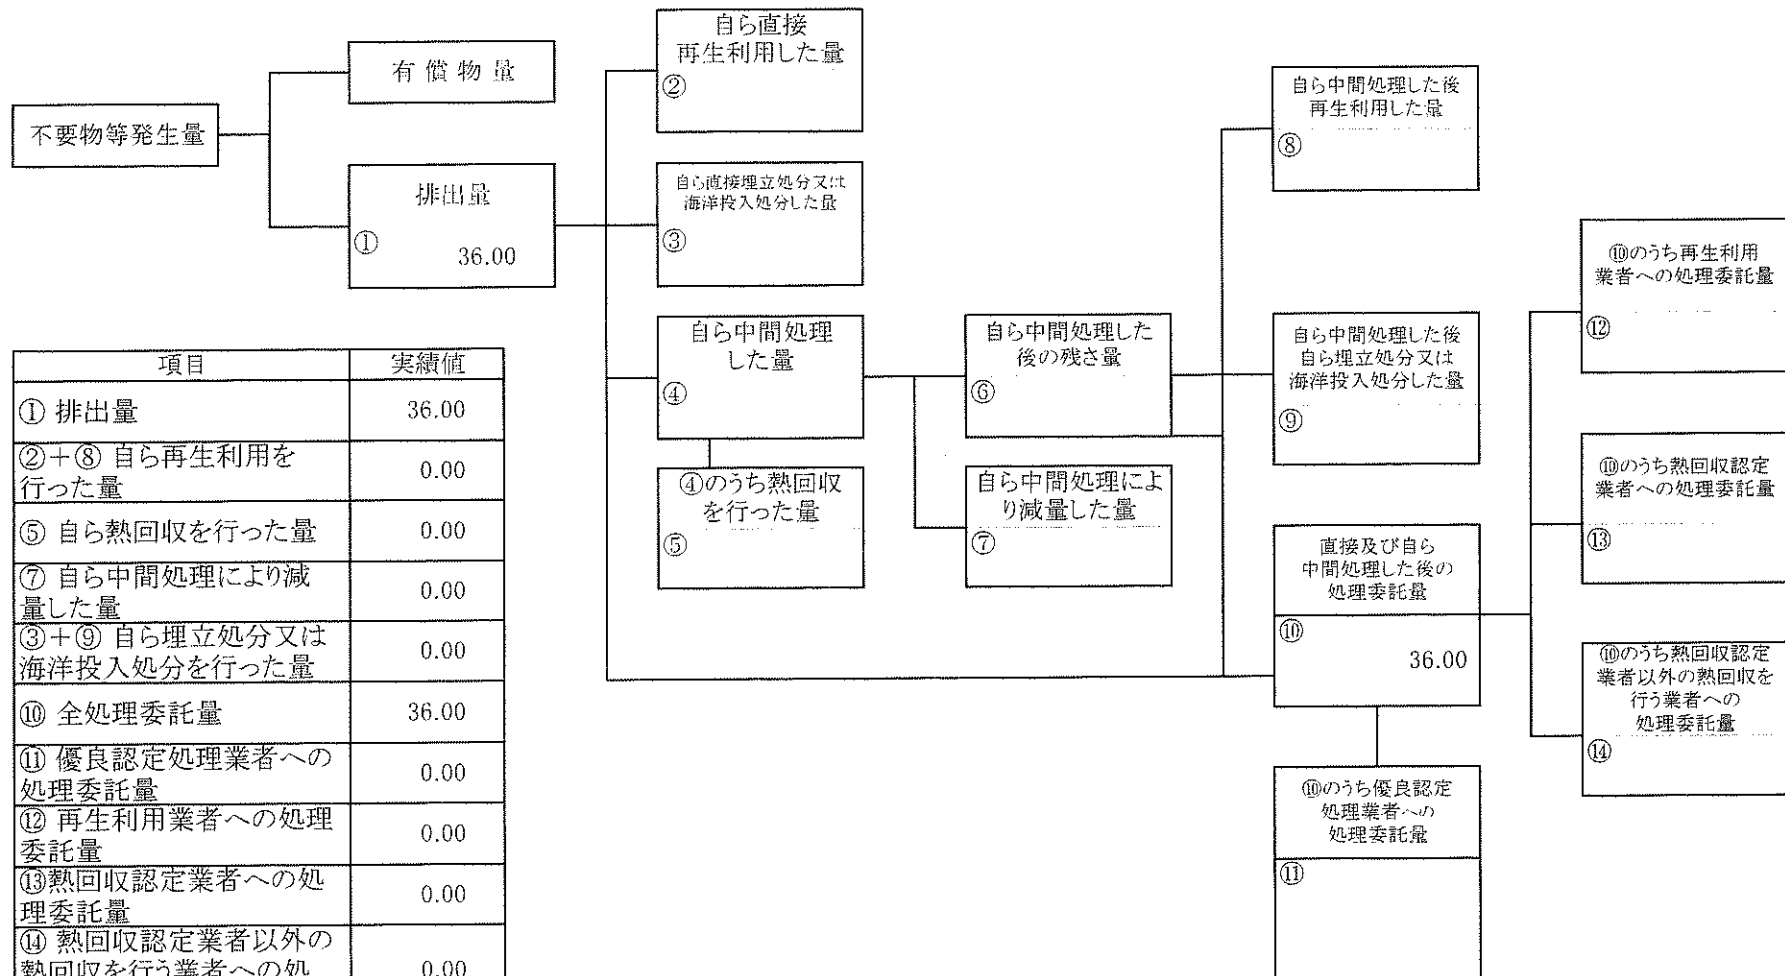 不要物等発生量
有償物量
排出量
①
36.00
自ら直接
再生利用した量
②
自ら直接埋立処分又は
海洋投入処分した量
③
自ら中間処理
した量
④
④のうち熱回収
を行った量
⑤
自ら中間処理した
後の残さ量
⑥
自ら中間処理によ
り減量した量
⑦
自ら中間処理した後
再生利用した量
⑧
自ら中間処理した後
自ら埋立処分又は
海洋投入処分した量
⑨
直接及び自ら
中間処理した後の
処理委託量
⑩
36.00
⑩のうち優良認定
処理業者への
処理委託量
⑪
⑩のうち再生利用
業者への処理委託量
⑫
⑩のうち熱回収認定
業者への処理委託量
⑬
⑩のうち熱回収認定
業者以外の熱回収を
行う業者への
処理委託量
⑭
項目 実績値
① 排出量 36.00
②+⑧ 自ら再生利用を
行った量 0.00
⑤ 自ら熱回収を行った量 0.00
⑦ 自ら中間処理により減
量した量 0.00
③+⑨ 自ら埋立処分又は
海洋投入処分を行った量 0.00
⑩ 全処理委託量 36.00
⑪ 優良認定処理業者への
処理委託量 0.00
⑫ 再生利用業者への処理
委託量 0.00
⑬熱回収認定業者への処
理委託量 0.00
⑭ 熱回収認定業者以外の
熱回収を行う業者への処 0.00